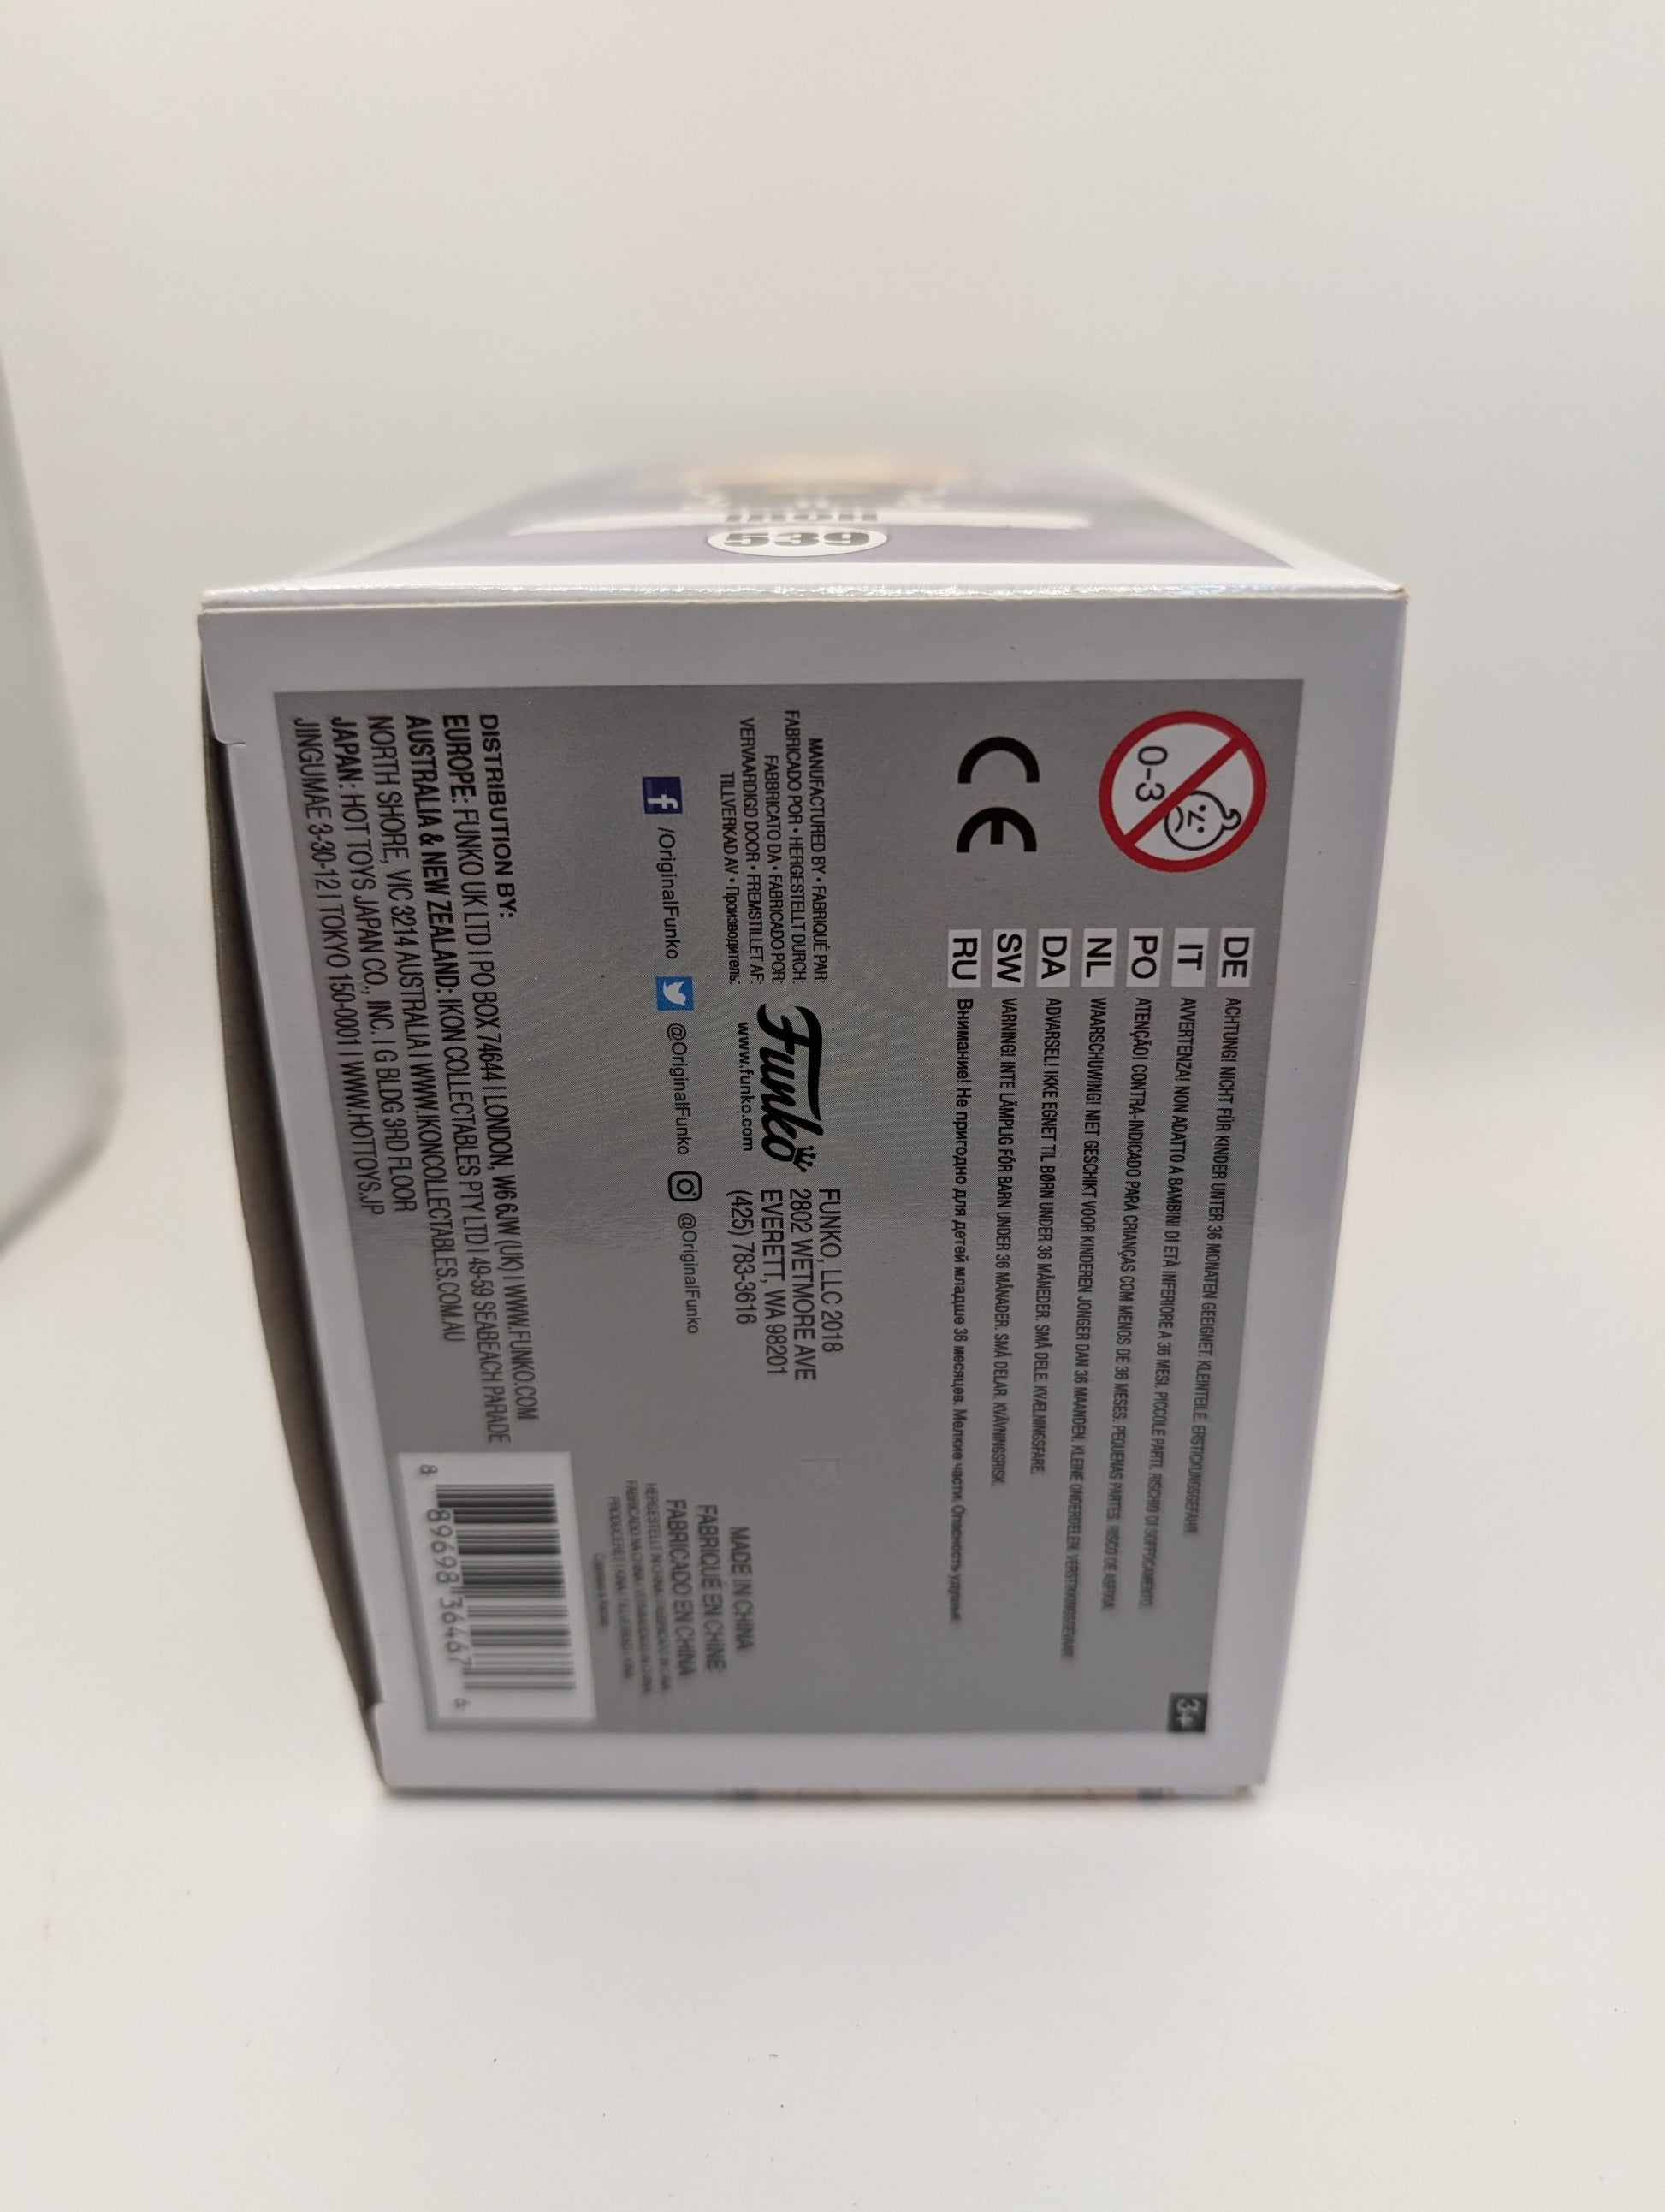 IROH
539
0-3
DE ACHTUNG! NICHT FÜR KINDER UNTER 36 MONATEN GEEIGNET. KLEINTEILE. ERSTICKUNGSGEFAHR.
IT AVVERTENZA! NON ADATTO A BAMBINI DI ETÀ INFERIORE A 36 MESI. PICCOLE PARTI. RISCHIO DI SOFFOCAMENTO.
PO ATENÇÃO! CONTRA-INDICADO PARA CRIANÇAS COM MENOS DE 36 MESES. PEQUENAS PARTES. RISCO DE ASFIXIA.
NL WAARSCHUWING! NIET GESCHIKT VOOR KINDEREN JONGER DAN 36 MAANDEN. KLEINE ONDERDELEN. VERSTIKKINGSGEVAAR.
DA ADVARSEL! IKKE EGNET TIL BØRN UNDER 36 MÅNEDER. SMÅ DELE. KVÆLNINGSFARE.
SW VARNING! INTE LÄMPLIG FÖR BARN UNDER 36 MÅNADER. SMÅ DELAR. KVÄVNINGSRISK.
RU Внимание! Не пригодно для детей младше 36 месяцев. Мелкие части. Опасность удушья.
3+
CE
MANUFACTURED BY • FABRIQUÉ PAR:
FABRICADO POR • HERGESTELLT DURCH:
FABBRICATO DA • FABRICADO POR:
VERVAARDIGD DOOR • FREMSTILLET AF:
TILLVERKAD AV • Производитель:
Funko
www.funko.com
FUNKO, LLC 2018
2802 WETMORE AVE
EVERETT, WA 98201
(425) 783-3616
/OriginalFunko @OriginalFunko @OriginalFunko
MADE IN CHINA
FABRIQUÉ EN CHINE
FABRICADO EN CHINA
DISTRIBUTION BY:
EUROPE: FUNKO UK LTD | PO BOX 74644 | LONDON, W6 6JW (UK) | WWW.FUNKO.COM
AUSTRALIA & NEW ZEALAND: IKON COLLECTABLES PTY LTD | 49-59 SEABEACH PARADE
NORTH SHORE, VIC 3214 AUSTRALIA | WWW.IKONCOLLECTABLES.COM.AU
JAPAN: HOT TOYS JAPAN CO., INC. | G BLDG 3RD FLOOR
JINGUMAE 3-30-12 | TOKYO 150-0001 | WWW.HOTTOYS.JP
8 89698 36467 6